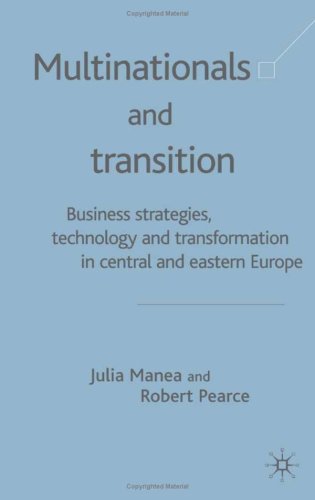 Multinationals
and
transition
Business strategies,
technology and transformation
in central and eastern Europe
Julia Manea and
Robert Pearce